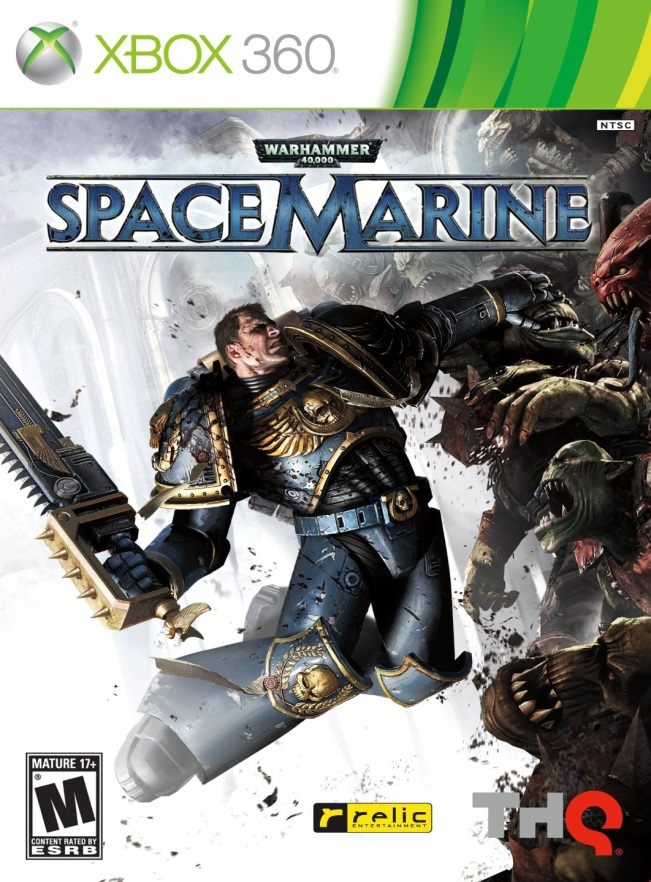 XBOX 360
NTSC
WARHAMMER
40,000
SPACE MARINE
MATURE 17+
M
CONTENT RATED BY
ESRB
r relic
ENTERTAINMENT
THQ